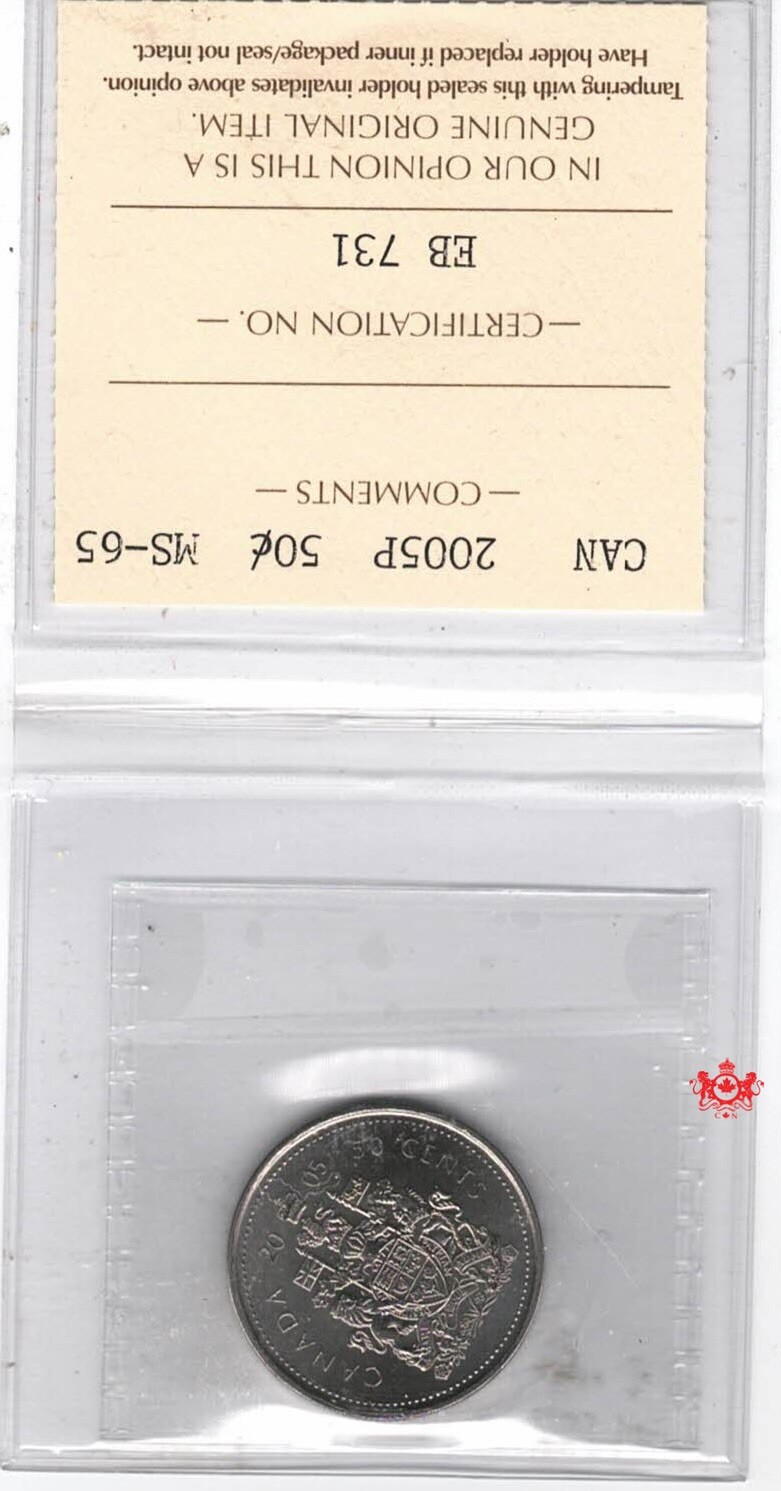 CAN 2005P 50¢ MS-65
— COMMENTS —
— CERTIFICATION NO. —
EB 731
IN OUR OPINION THIS IS A
GENUINE ORIGINAL ITEM.
Tampering with this sealed holder invalidates above opinion.
Have holder replaced if inner package/seal not intact.
CANADA 2005 50 CENTS
C N